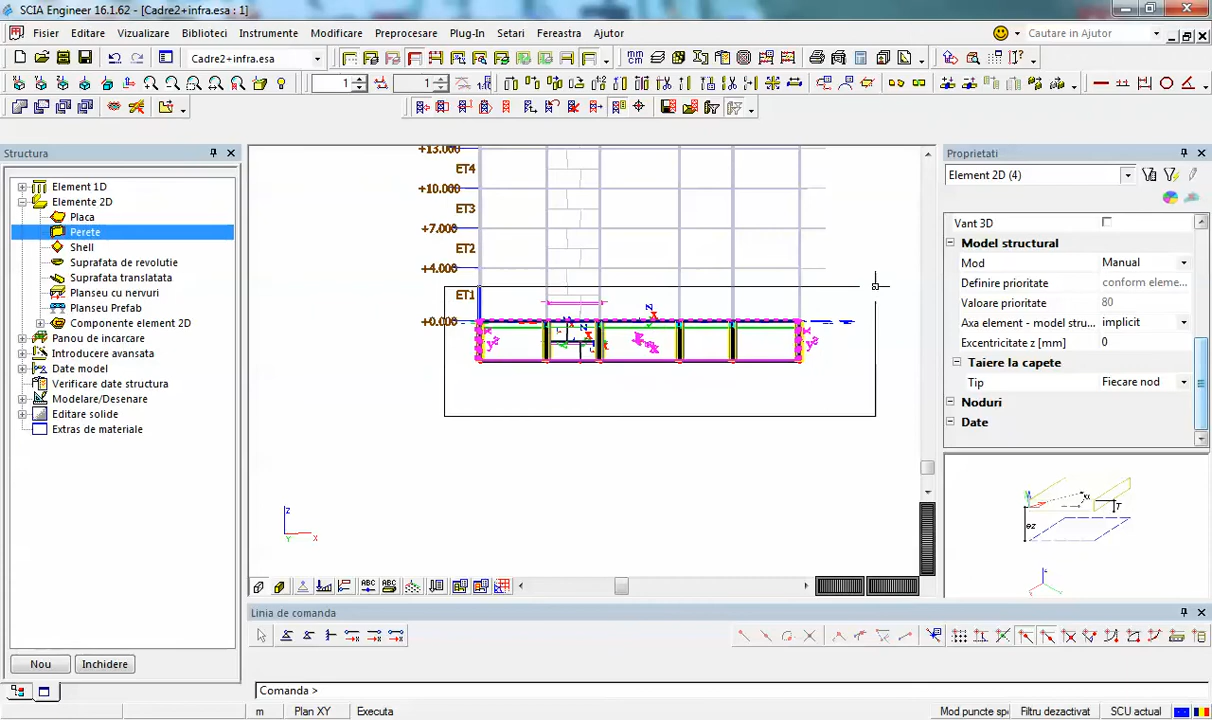 SCIA Engineer 16.1.62 - [Cadre2+infra.esa : 1]
Fisier Editare Vizualizare Biblioteci Instrumente Modificare Preprocesare Plug-In Setari Fereastra Ajutor Cautare in Ajutor
Cadre2+infra.esa
1 1
Structura
Element 1D
Elemente 2D
Placa
Perete
Shell
Suprafata de revolutie
Suprafata translatata
Planseu cu nervuri
Planseu Prefab
Componente element 2D
Panou de incarcare
Introducere avansata
Date model
Verificare date structura
Modelare/Desenare
Editare solide
Extras de materiale
Nou Inchidere
+13.000
ET4
+10.000
ET3
+7.000
ET2
+4.000
ET1
+0.000
z
z
x
y
y
z
Y
X
Proprietati
Element 2D (4)
Vant 3D
Model structural
Mod Manual
Definire prioritate conform eleme...
Valoare prioritate 80
Axa element - model stru... implicit
Excentricitate z [mm] 0
Taiere la capete
Tip Fiecare nod
Noduri
Date
ez
T
z
x
ABC ABC
Linia de comanda
Comanda >
m Plan XY Executa Mod puncte sp Filtru dezactivat SCU actual